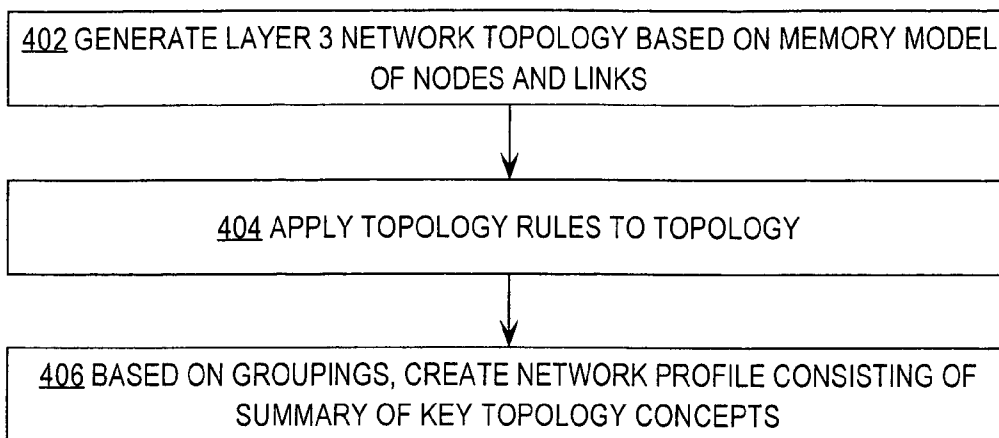 402 GENERATE LAYER 3 NETWORK TOPOLOGY BASED ON MEMORY MODEL
OF NODES AND LINKS
404 APPLY TOPOLOGY RULES TO TOPOLOGY
406 BASED ON GROUPINGS, CREATE NETWORK PROFILE CONSISTING OF
SUMMARY OF KEY TOPOLOGY CONCEPTS